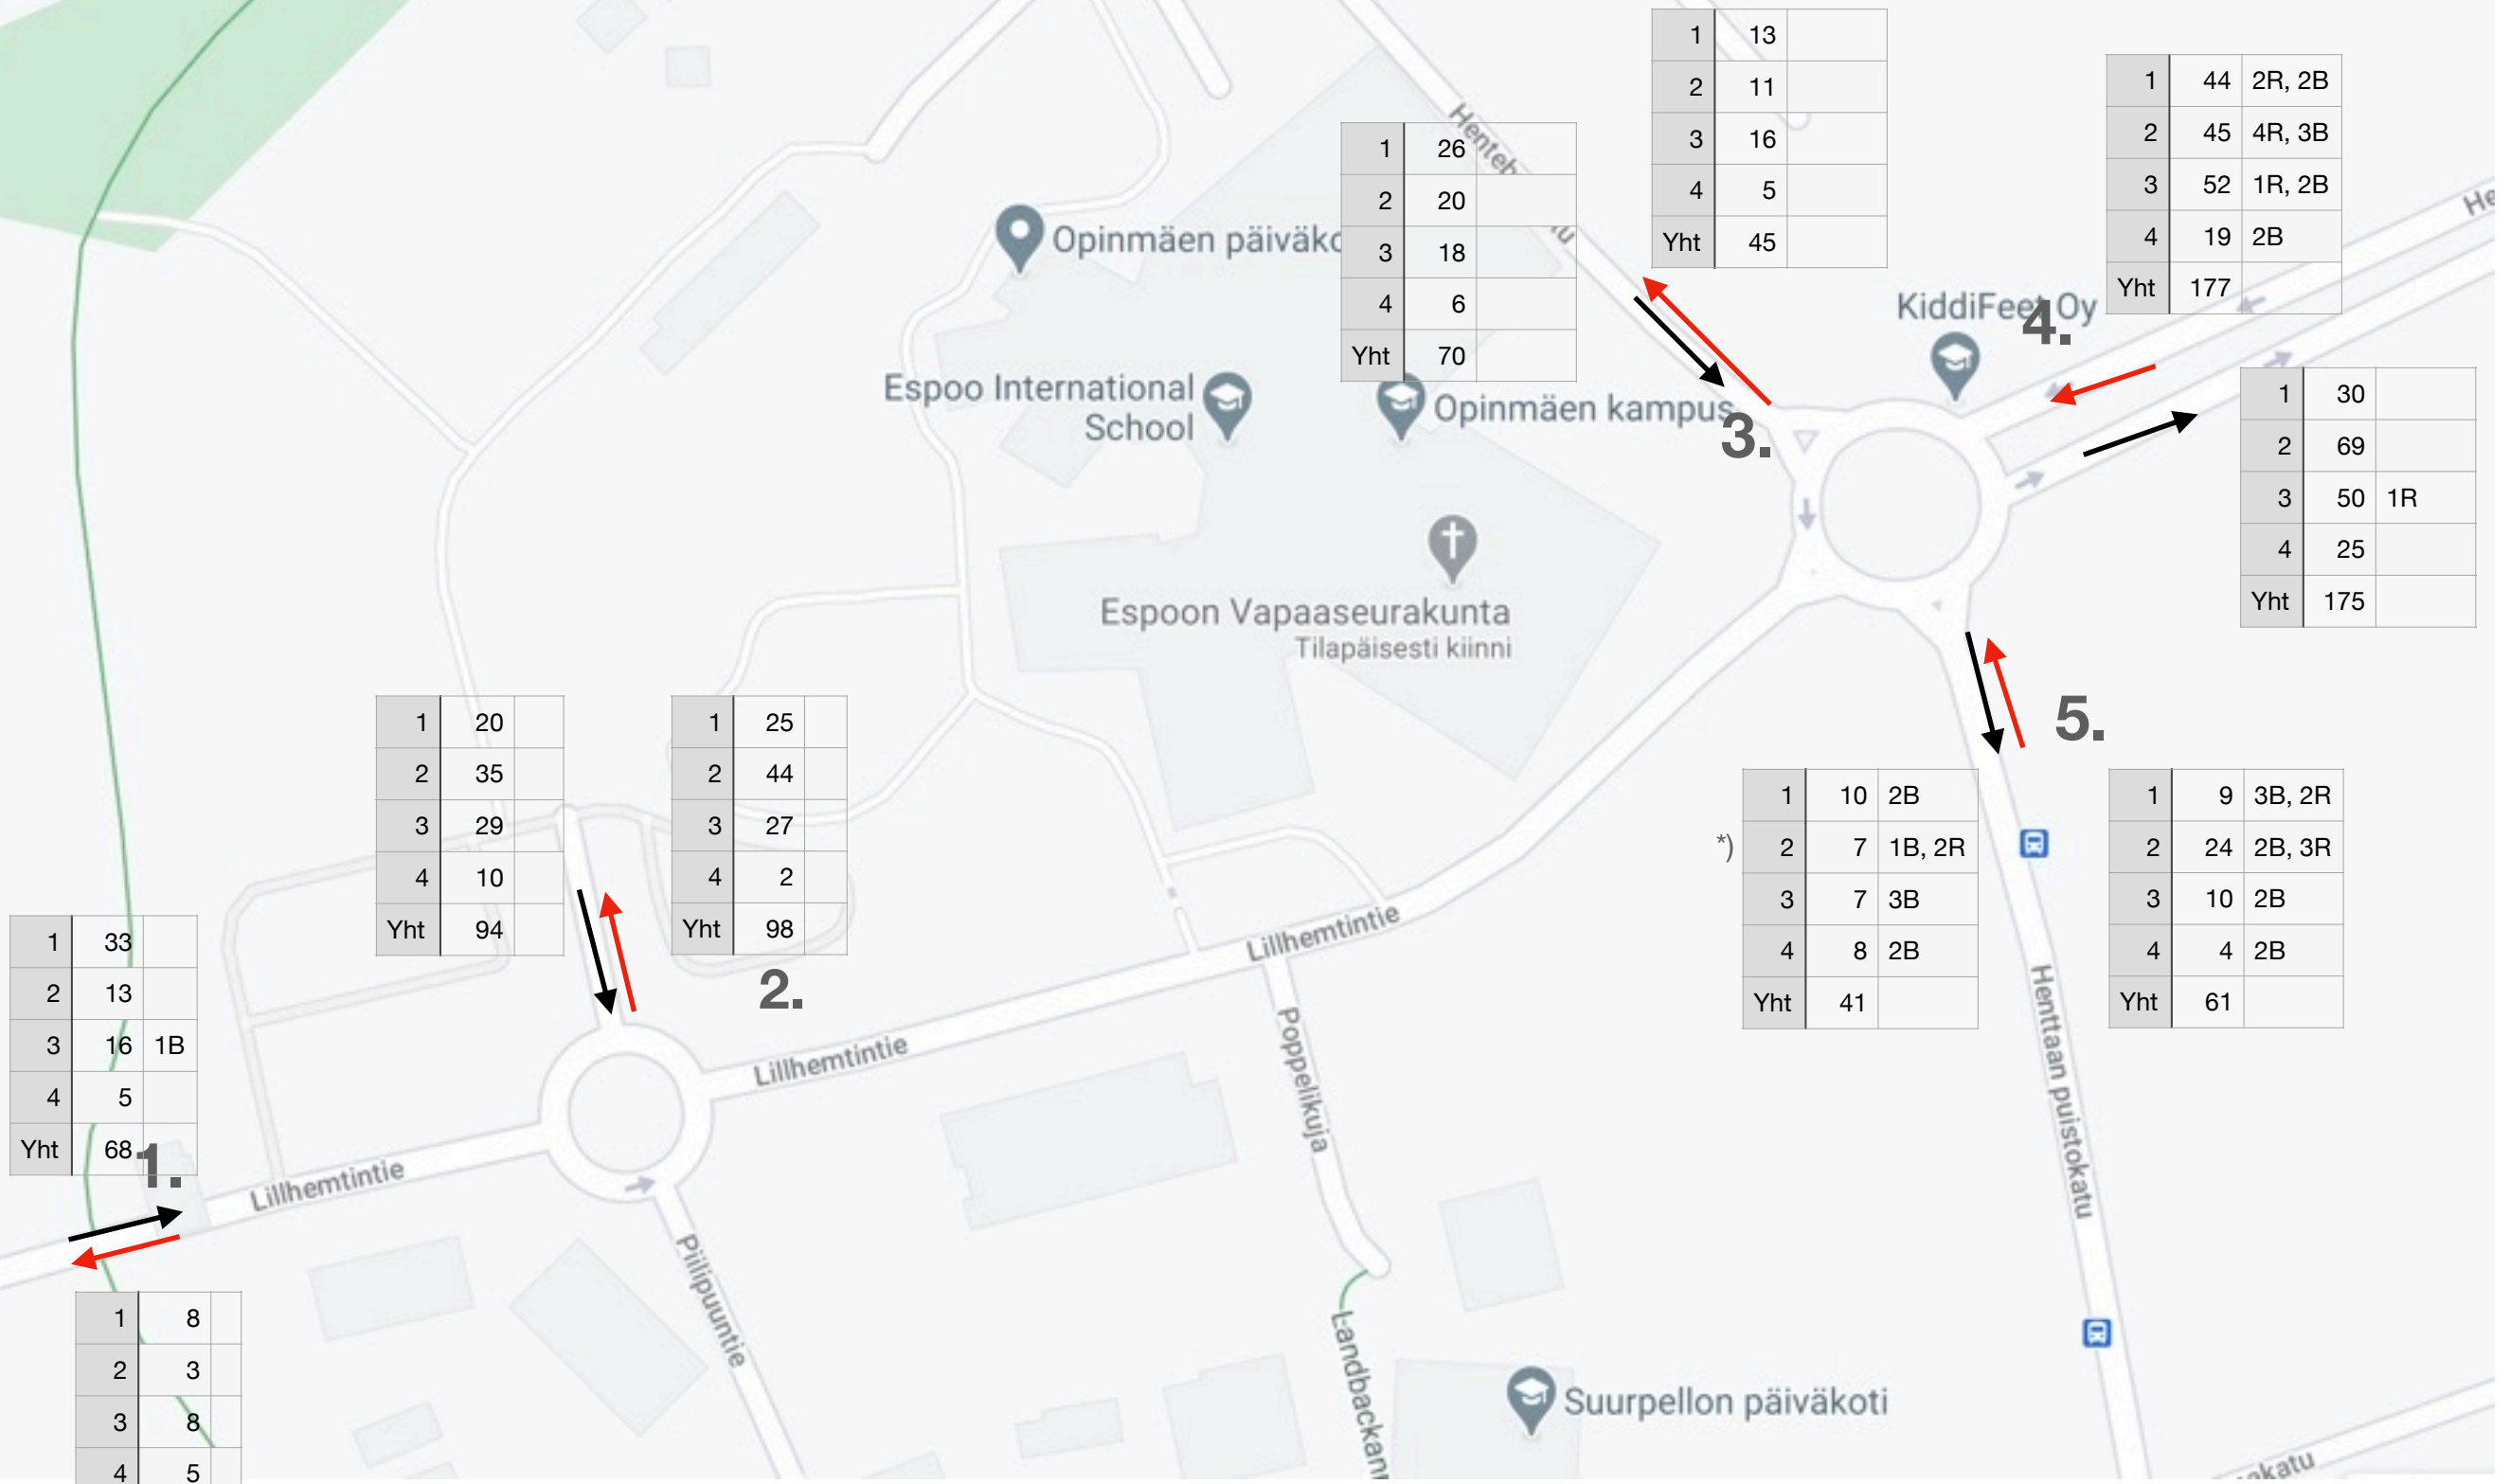 1 13
2 11
3 16
4 5
Yht 45
1 44 2R, 2B
2 45 4R, 3B
3 52 1R, 2B
4 19 2B
Yht 177
1 26
2 20
3 18
4 6
Yht 70
Opinmäen päiväko
KiddiFeet Oy
4.
Espoo International
School
Opinmäen kampus
3.
1 30
2 69
3 50 1R
4 25
Yht 175
Espoon Vapaaseurakunta
Tilapäisesti kiinni
1 20
2 35
3 29
4 10
Yht 94
1 25
2 44
3 27
4 2
Yht 98
2.
5.
1 10 2B
*) 2 7 1B, 2R
3 7 3B
4 8 2B
Yht 41
1 9 3B, 2R
2 24 2B, 3R
3 10 2B
4 4 2B
Yht 61
1 33
2 13
3 16 1B
4 5
Yht 68
1.
Lillhemtintie
Lillhemtintie
Lillhemtintie
Poppelikuja
Henttaan puistokatu
Piilipuuntie
Landbackan
1 8
2 3
3 8
4 5
Suurpellon päiväkoti
akatu